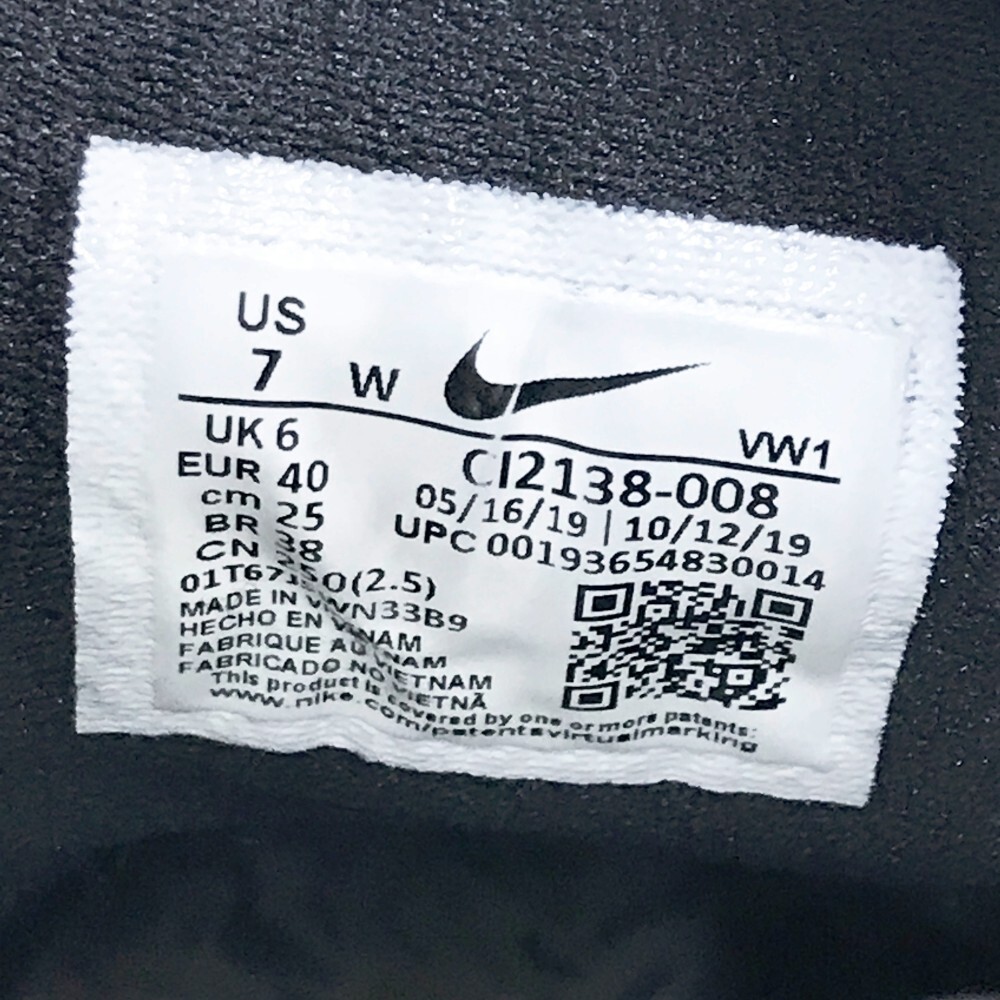 US
7 W
VW1
UK 6
EUR 40
cm 25
BR
CN
CI2138-008
05/16/19 | 10/12/19
UPC 00193654830014
MADE IN
HECHO EN
FABRIQUE AU
FABRICADO NO
This product is covered by one or more patents:
www.nike.com/patentsvirtualmarking